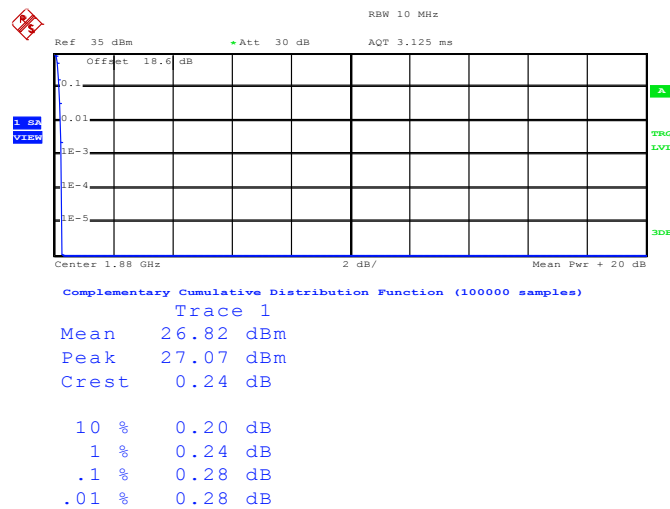 RBW 10 MHz
Ref 35 dBm ★Att 30 dB AQT 3.125 ms
Offset 18.6 dB
0.1
A
0.01
1 SA
VIEW
TRG
LVL
1E-3
1E-4
1E-5
3DB
Center 1.88 GHz 2 dB/ Mean Pwr + 20 dB
Complementary Cumulative Distribution Function (100000 samples)
Trace 1
Mean 26.82 dBm
Peak 27.07 dBm
Crest 0.24 dB
10 % 0.20 dB
1 % 0.24 dB
.1 % 0.28 dB
.01 % 0.28 dB